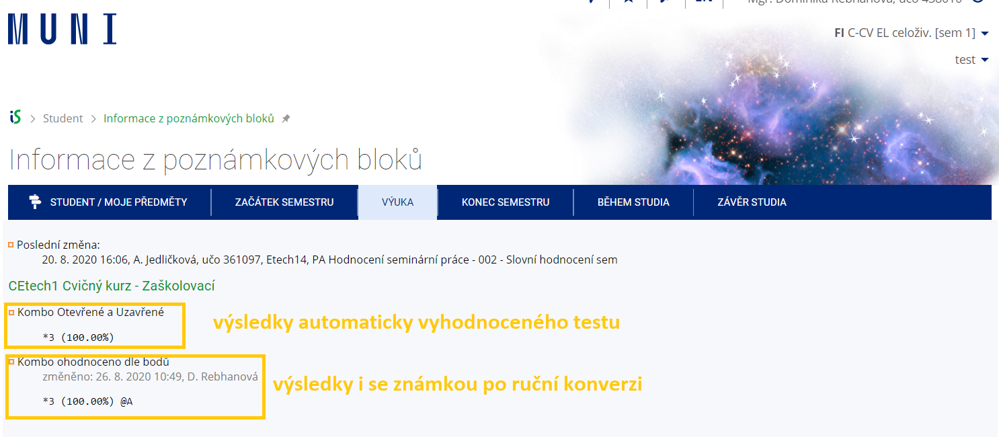 EN
Mgr. Dominika Rebhanová, učo 438010
MUNI
FI C-CV EL celoživ. [sem 1]
test
iS > Student > Informace z poznámkových bloků
Informace z poznámkových bloků
STUDENT / MOJE PŘEDMĚTY ZAČÁTEK SEMESTRU VÝUKA KONEC SEMESTRU BĚHEM STUDIA ZÁVĚR STUDIA
Poslední změna:
20. 8. 2020 16:06, A. Jedličková, učo 361097, Etech14, PA Hodnocení seminární práce - 002 - Slovní hodnocení sem
CEtech1 Cvičný kurz - Zaškolovací
Kombo Otevřené a Uzavřené
výsledky automaticky vyhodnoceného testu
*3 (100.00%)
Kombo ohodnoceno dle bodů
změněno: 26. 8. 2020 10:49, D. Rebhanová
výsledky i se známkou po ruční konverzi
*3 (100.00%) @A